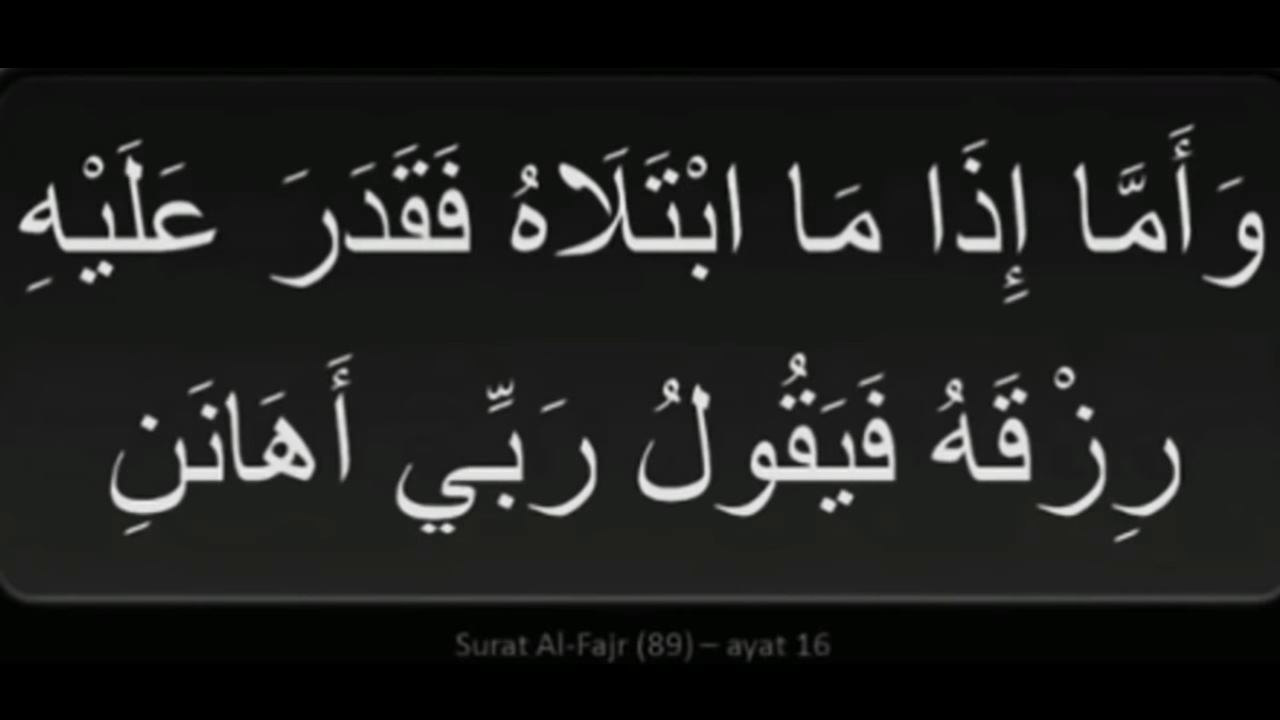 وَأَمَّا إِذَا مَا ابْتَلَاهُ فَقَدَرَ عَلَيْهِ
رِزْقَهُ فَيَقُولُ رَبِّي أَهَانَنِ
Surat Al-Fajr (89) – ayat 16